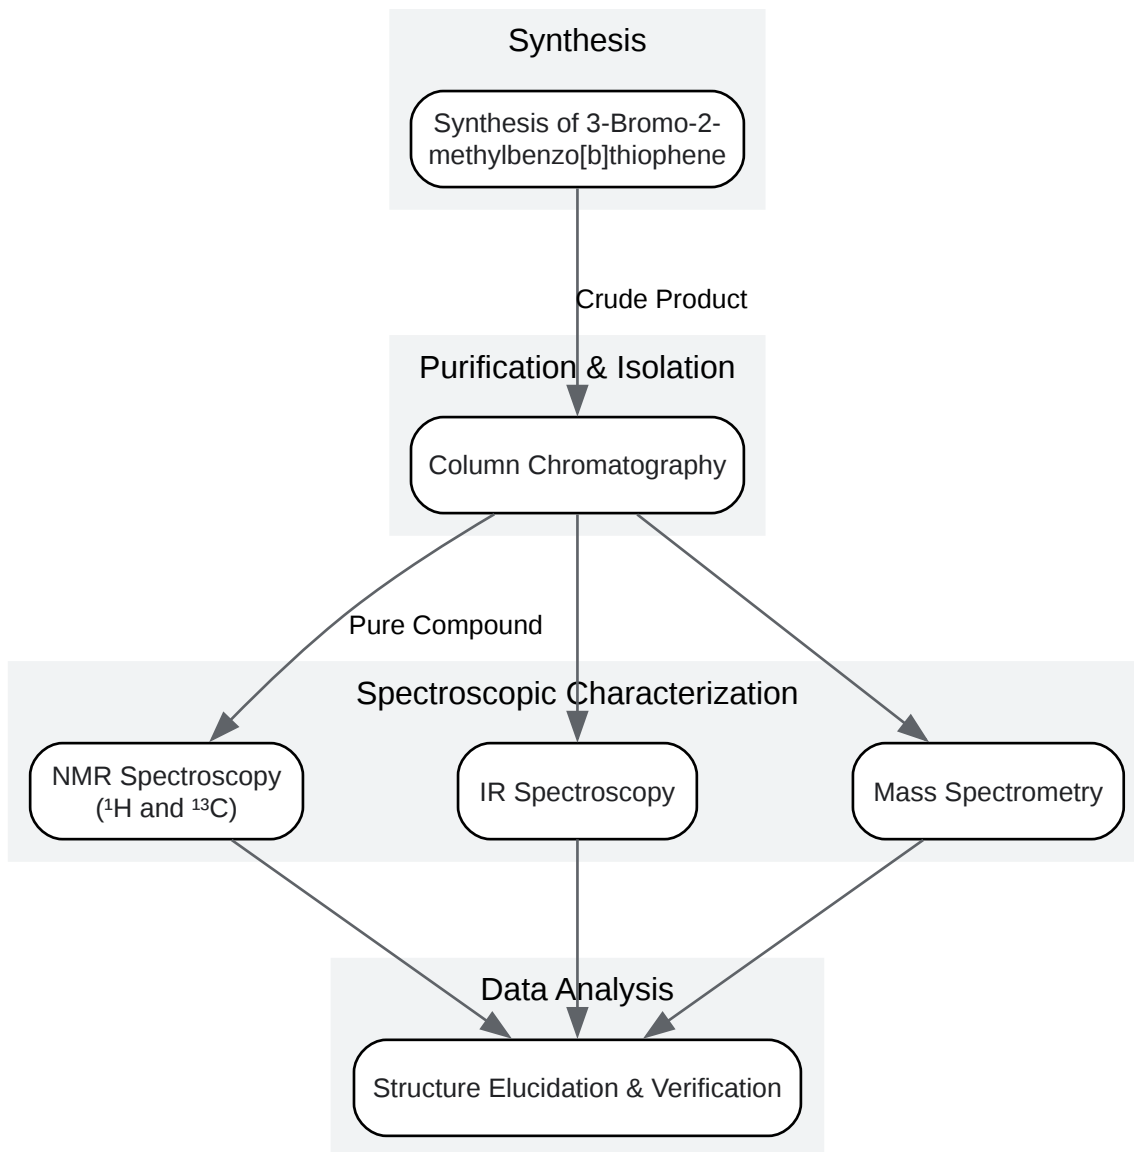 Synthesis
Synthesis of 3-Bromo-2-
methylbenzo[b]thiophene
Crude Product
Purification & Isolation
Column Chromatography
Pure Compound
Spectroscopic Characterization
NMR Spectroscopy
(¹H and ¹³C)
IR Spectroscopy
Mass Spectrometry
Data Analysis
Structure Elucidation & Verification